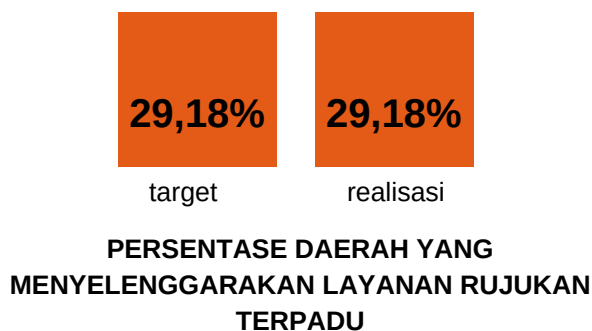 29,18% 29,18%
target realisasi
PERSENTASE DAERAH YANG
MENYELENGGARAKAN LAYANAN RUJUKAN
TERPADU